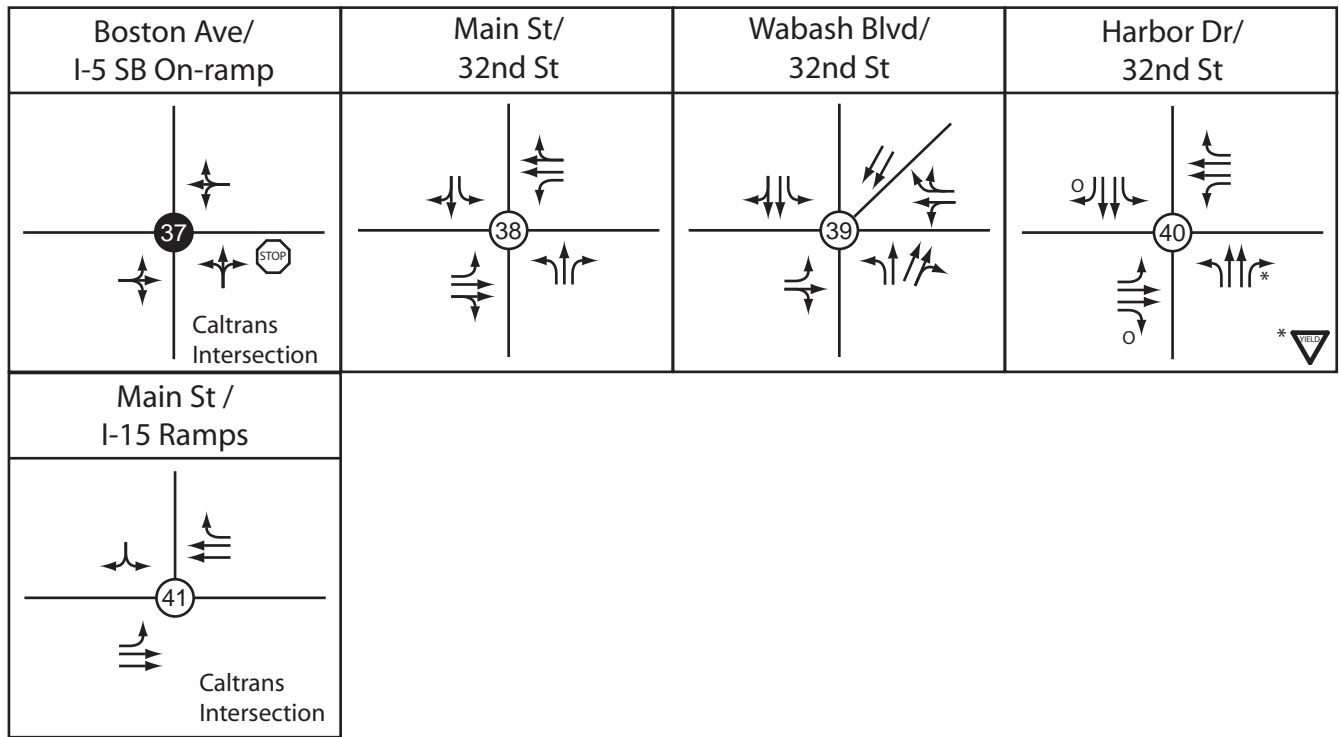 Boston Ave/
I-5 SB On-ramp
Main St/
32nd St
Wabash Blvd/
32nd St
Harbor Dr/
32nd St
37
STOP
Caltrans
Intersection
38
39
O
40
*
O
* YIELD
Main St /
I-15 Ramps
41
Caltrans
Intersection